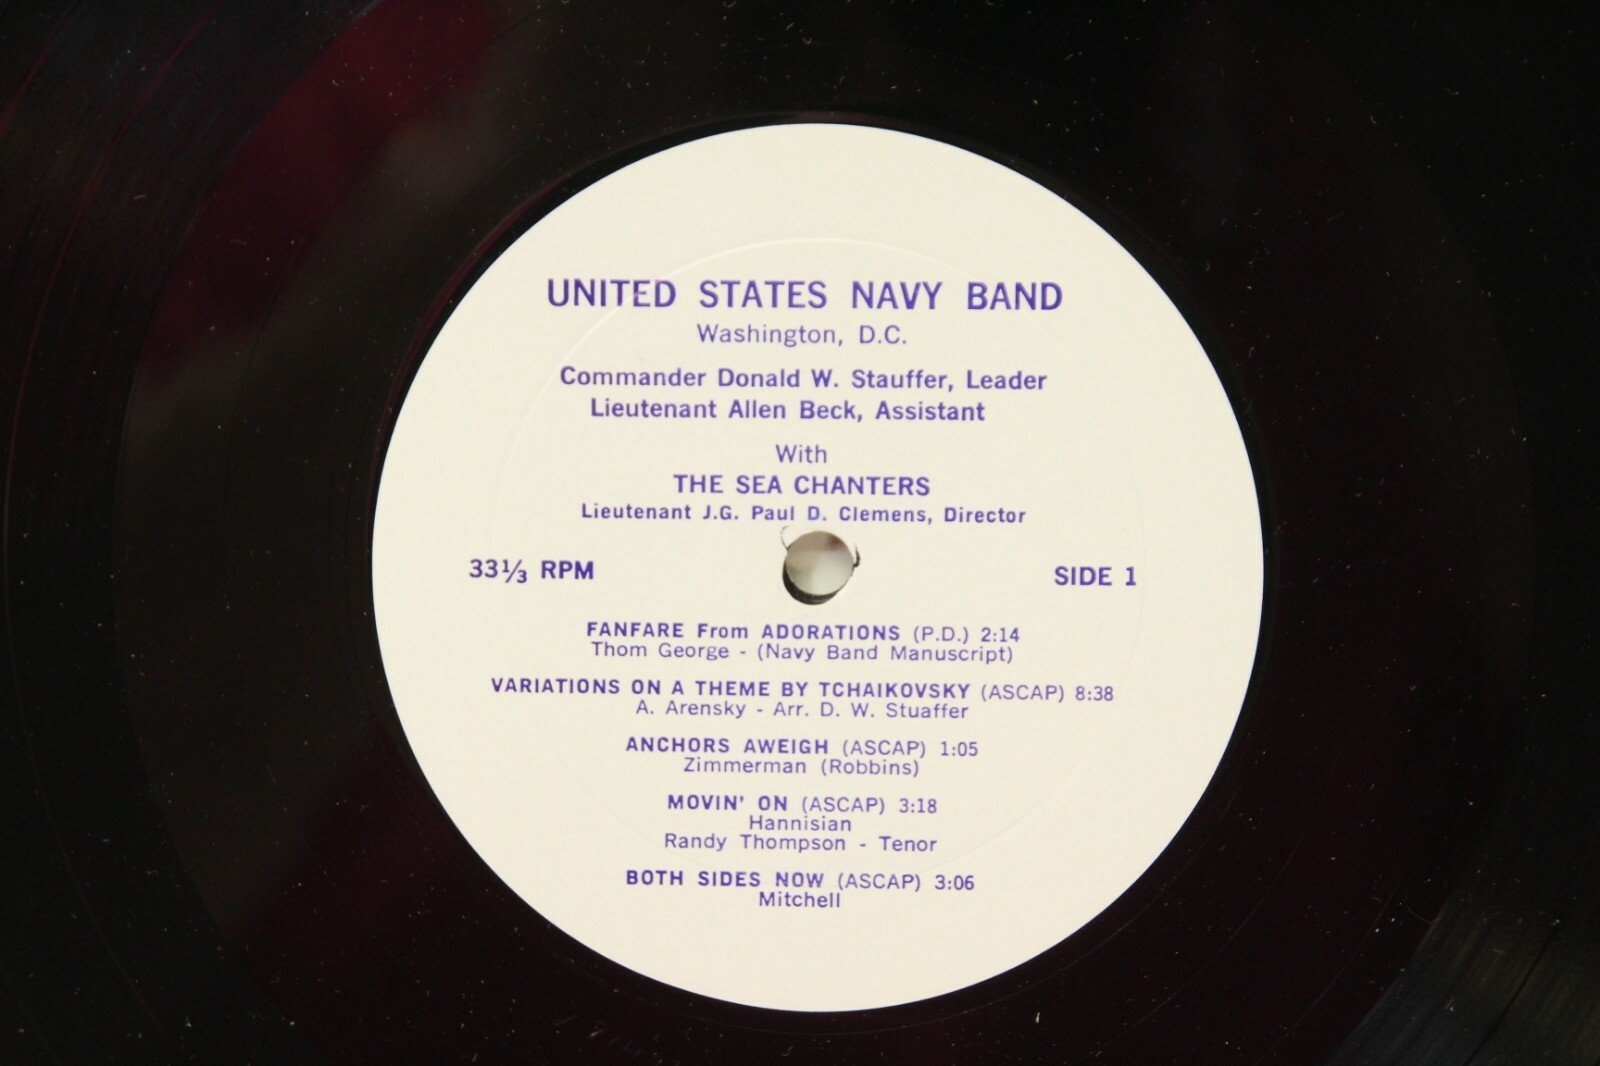 UNITED STATES NAVY BAND
Washington, D.C.
Commander Donald W. Stauffer, Leader
Lieutenant Allen Beck, Assistant
With
THE SEA CHANTERS
Lieutenant J.G. Paul D. Clemens, Director
33⅓ RPM
SIDE 1
FANFARE From ADORATIONS (P.D.) 2:14
Thom George - (Navy Band Manuscript)
VARIATIONS ON A THEME BY TCHAIKOVSKY (ASCAP) 8:38
A. Arensky - Arr. D. W. Stuaffer
ANCHORS AWEIGH (ASCAP) 1:05
Zimmerman (Robbins)
MOVIN' ON (ASCAP) 3:18
Hannisian
Randy Thompson - Tenor
BOTH SIDES NOW (ASCAP) 3:06
Mitchell